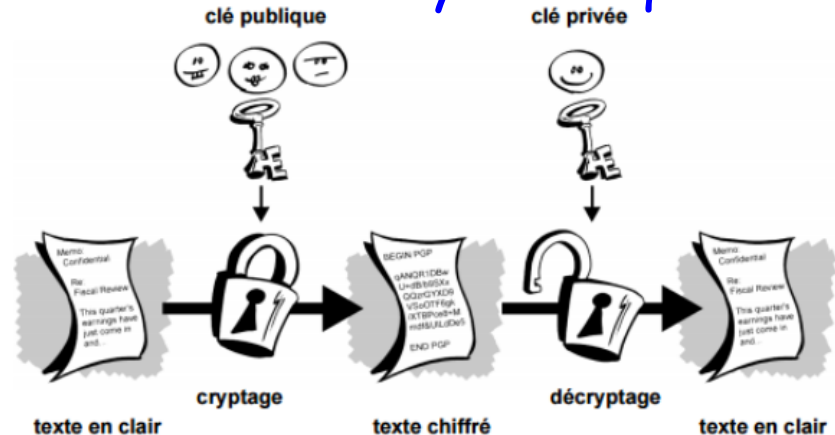 clé publique
clé privée
Memo:
Confidential
Re:
Fiscal Review
This quarter's
earnings have
just come in
and...
BEGIN PGP
END PGP
Memo:
Confidential
Re:
Fiscal Review
This quarter's
earnings have
just come in
and...
cryptage
décryptage
texte en clair
texte chiffré
texte en clair